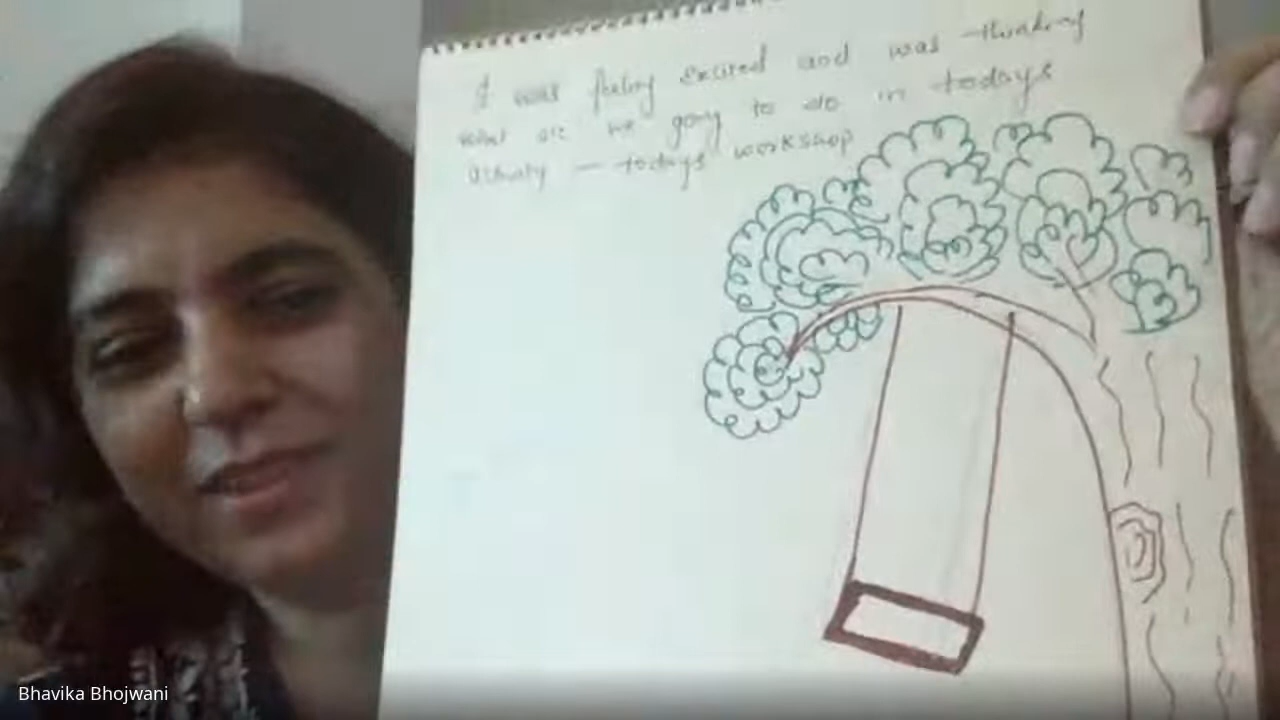 I was feeling excited and was thinking
what are we going to do in todays
activity - todays workshop
Bhavika Bhojwani